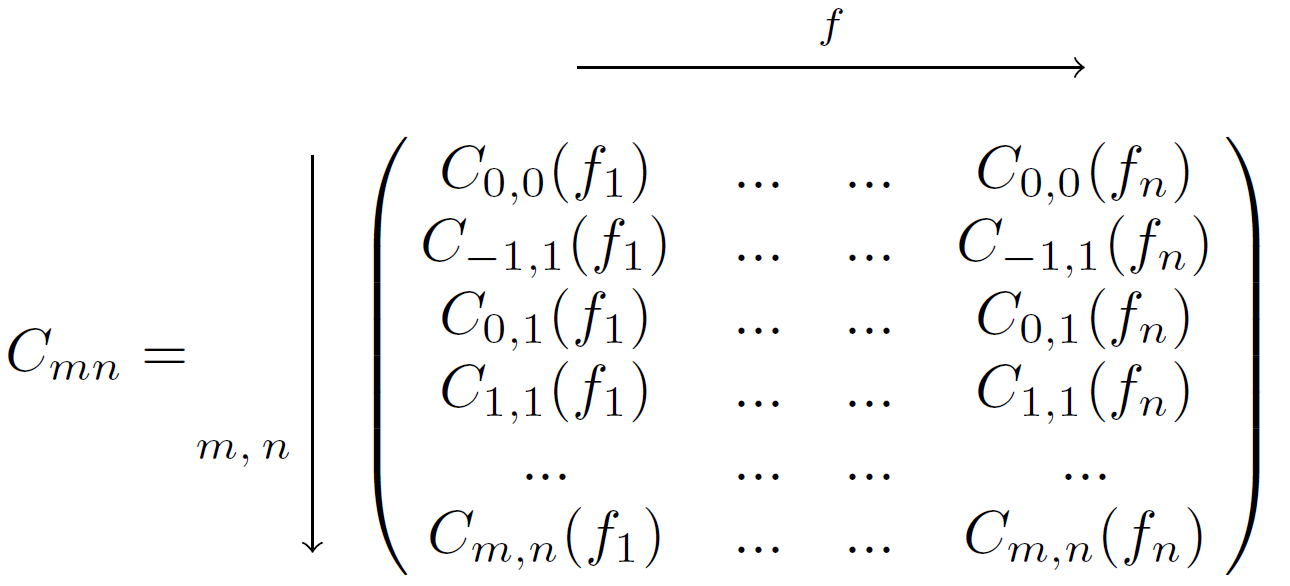 f
C_{0,0}(f_1) ... ... C_{0,0}(f_n)
C_{-1,1}(f_1) ... ... C_{-1,1}(f_n)
C_{0,1}(f_1) ... ... C_{0,1}(f_n)
C_{mn} =
C_{1,1}(f_1) ... ... C_{1,1}(f_n)
m, n
... ... ... ...
C_{m,n}(f_1) ... ... C_{m,n}(f_n)